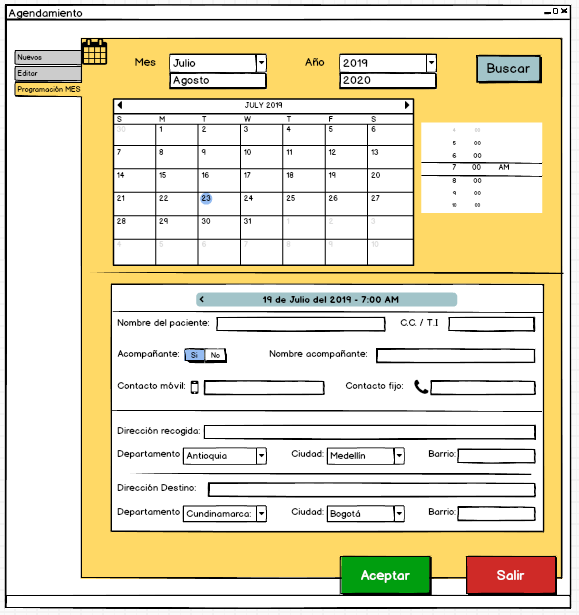 Agendamiento
Nuevos
Editar
Programación MES
Mes
Julio
Agosto
Año
2019
2020
Buscar
JULY 2019
S M T W T F S
30 1 2 3 4 5 6
7 8 9 10 11 12 13
14 15 16 17 18 19 20
21 22 23 24 25 26 27
28 29 30 31 1 2 3
4 5 6 7 8 9 10
5 00
6 00
7 00 AM
8 00
9 00
10 00
< 19 de Julio del 2019 - 7:00 AM
Nombre del paciente: C.C. / T.I
Acompañante: Si No Nombre acompañante:
Contacto móvil: Contacto fijo:
Dirección recogida:
Departamento Antioquia Ciudad: Medellín Barrio:
Dirección Destino:
Departamento Cundinamarca: Ciudad: Bogotá Barrio:
Aceptar
Salir